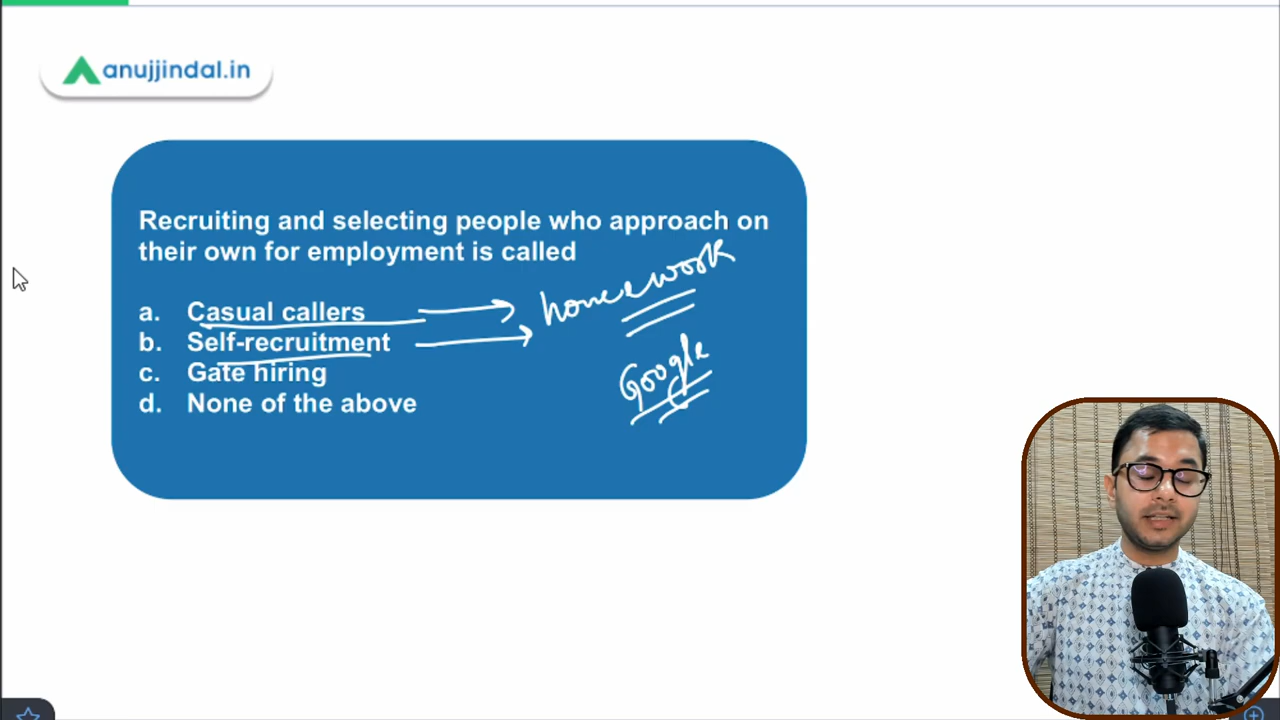 anujjindal.in
Recruiting and selecting people who approach on
their own for employment is called
a. Casual callers
b. Self-recruitment
c. Gate hiring
d. None of the above
homework
Google